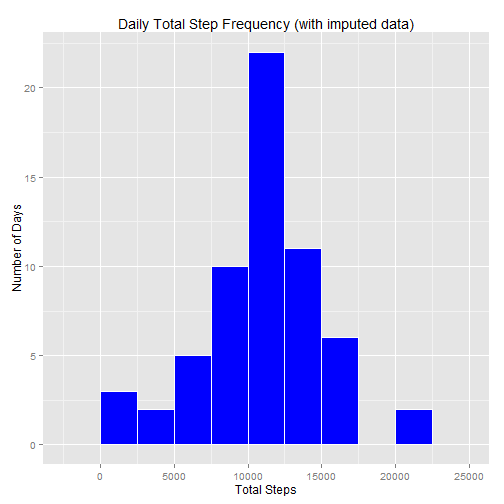 Daily Total Step Frequency (with imputed data)
20
15
10
5
0
Number of Days
0 5000 10000 15000 20000 25000
Total Steps